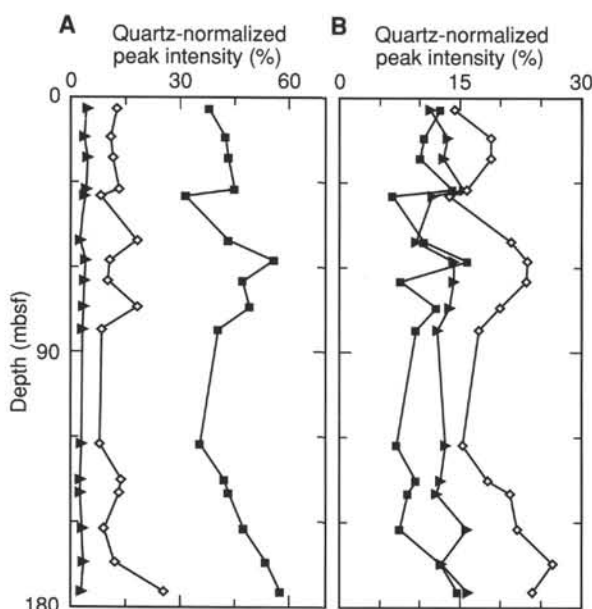 A
Quartz-normalized
peak intensity (%)
0 30 60
B
Quartz-normalized
peak intensity (%)
0 15 30
0
Depth (mbsf)
90
180